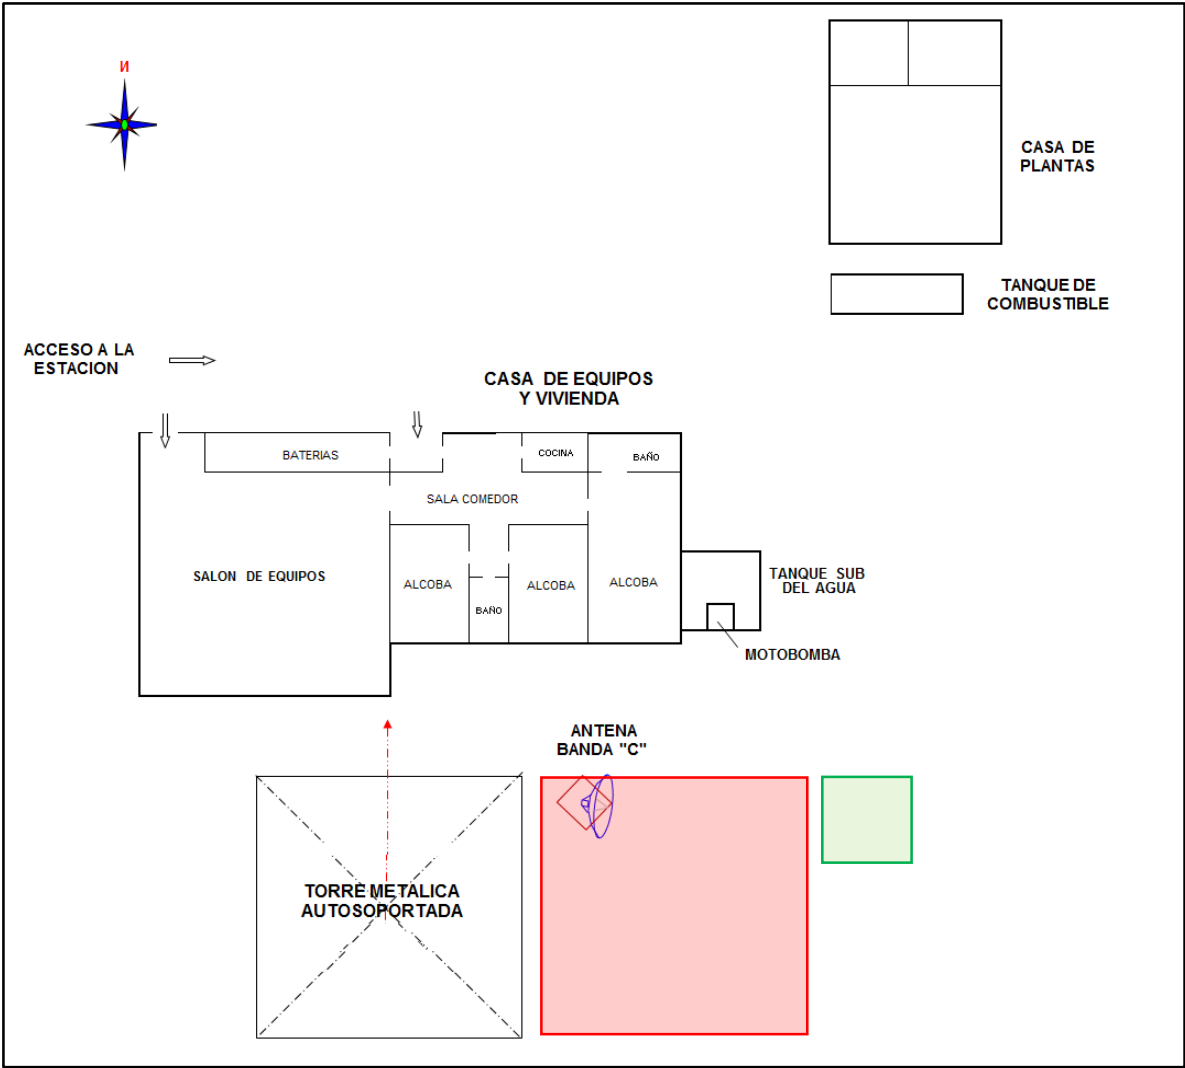 И
CASA DE
PLANTAS
TANQUE DE
COMBUSTIBLE
ACCESO A LA
ESTACION
CASA DE EQUIPOS
Y VIVIENDA
BATERIAS
COCINA
BAÑO
SALA COMEDOR
SALON DE EQUIPOS
ALCOBA
ALCOBA
ALCOBA
BAÑO
TANQUE SUB
DEL AGUA
MOTOBOMBA
ANTENA
BANDA "C"
TORRE METALICA
AUTOSOPORTADA